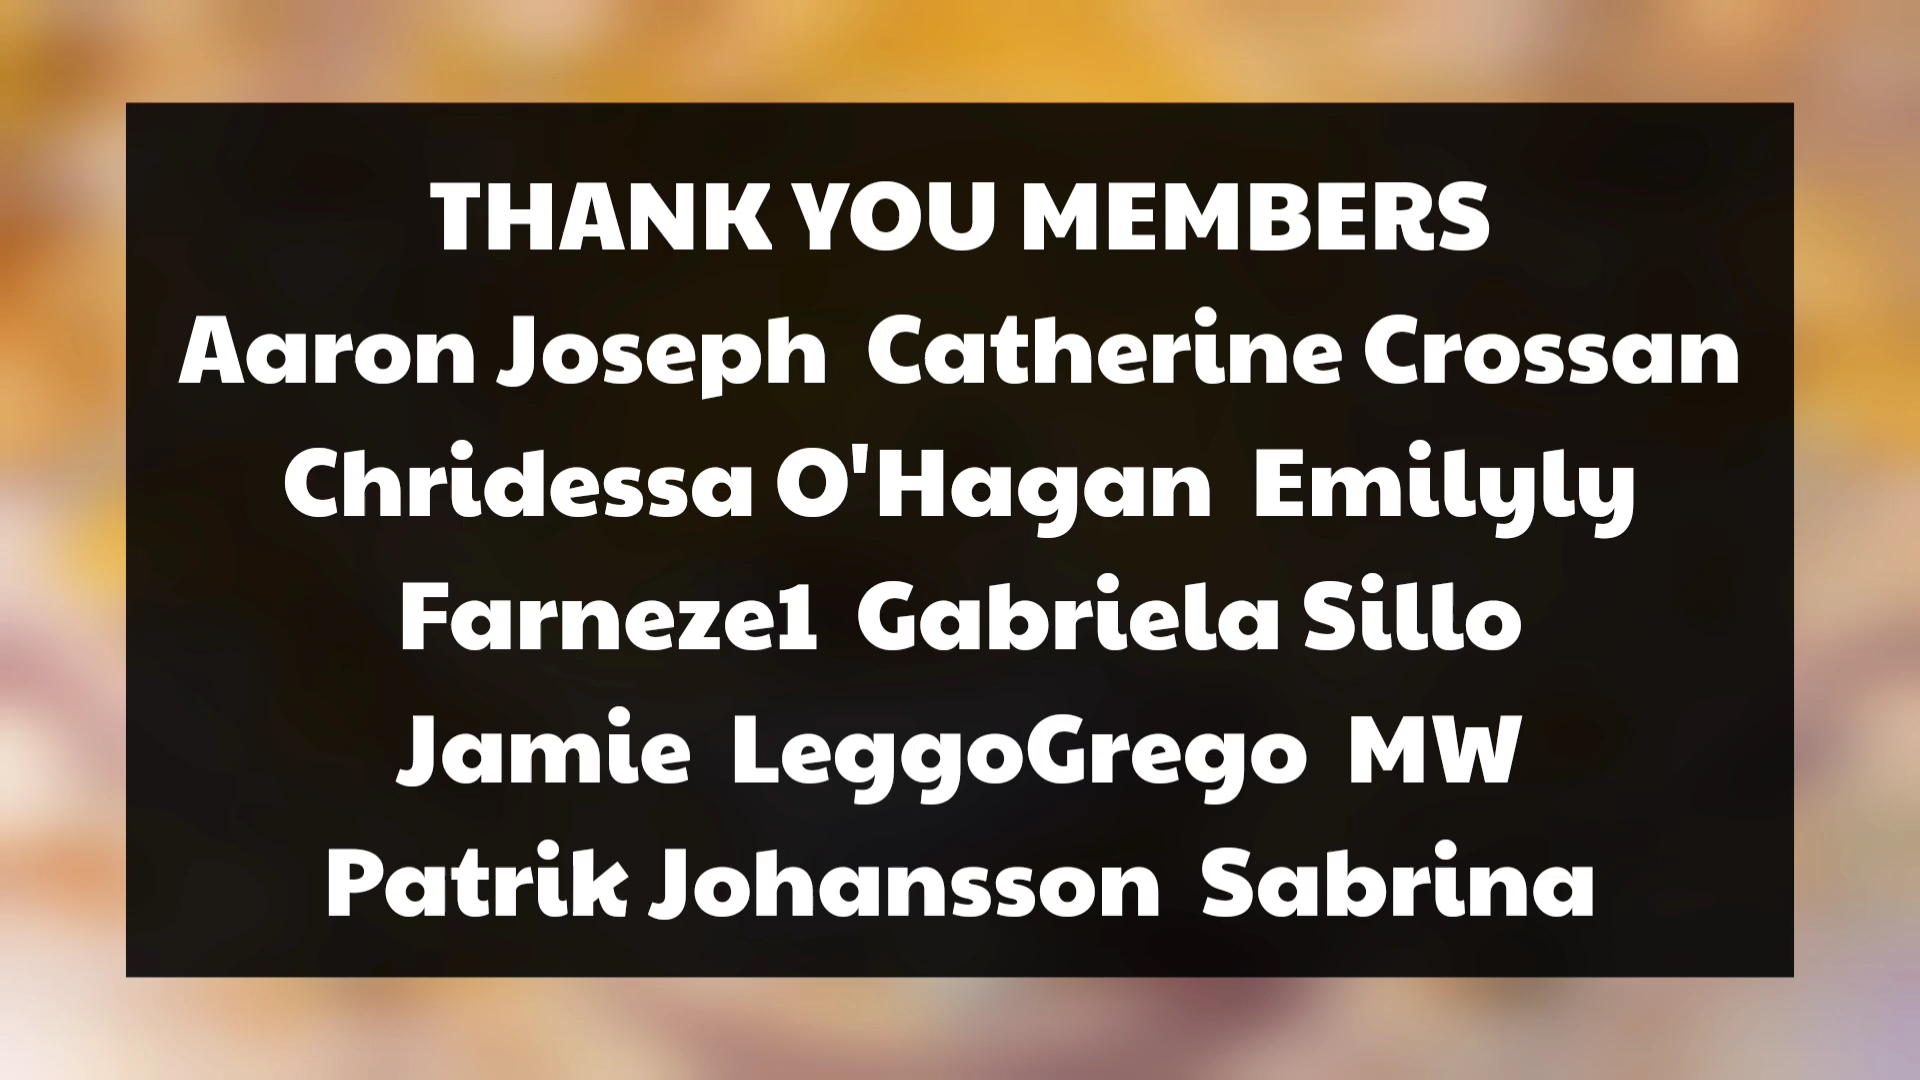 THANK YOU MEMBERS
Aaron Joseph  Catherine Crossan
Chridessa O'Hagan  Emilyly
Farneze1  Gabriela Sillo
Jamie  LeggoGrego  MW
Patrik Johansson  Sabrina